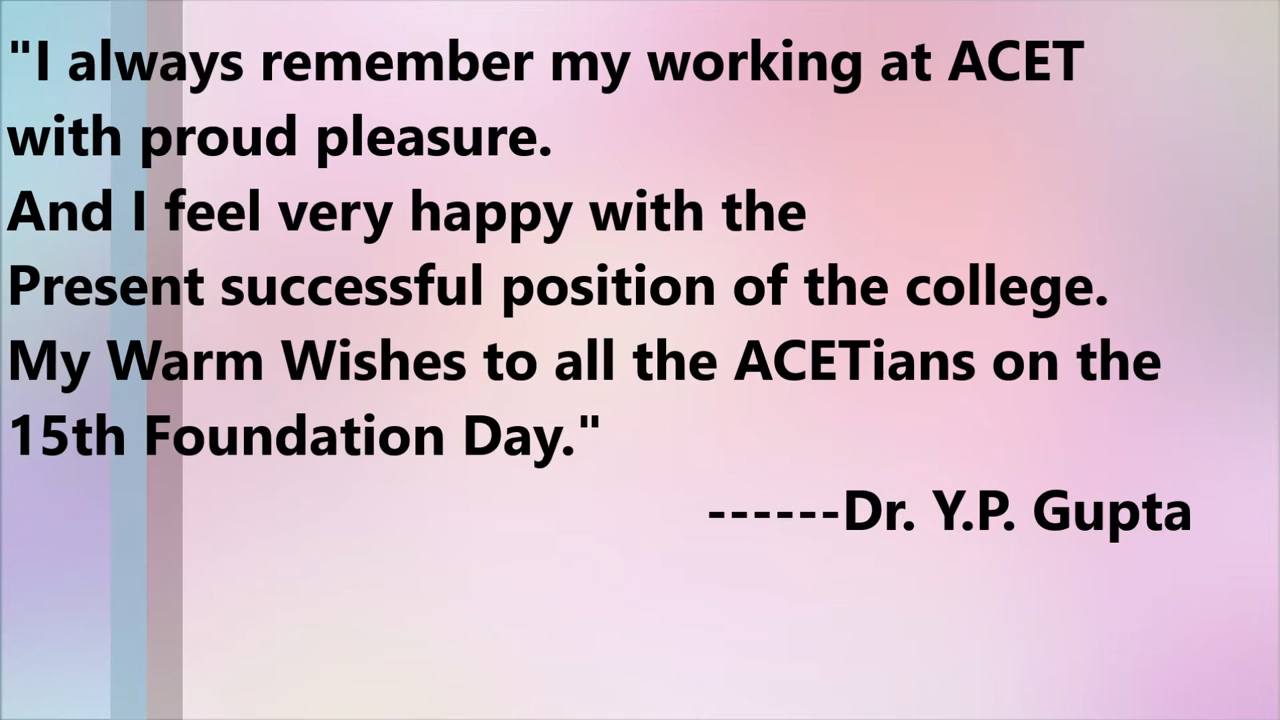 "I always remember my working at ACET
with proud pleasure.
And I feel very happy with the
Present successful position of the college.
My Warm Wishes to all the ACETians on the
15th Foundation Day."
------Dr. Y.P. Gupta